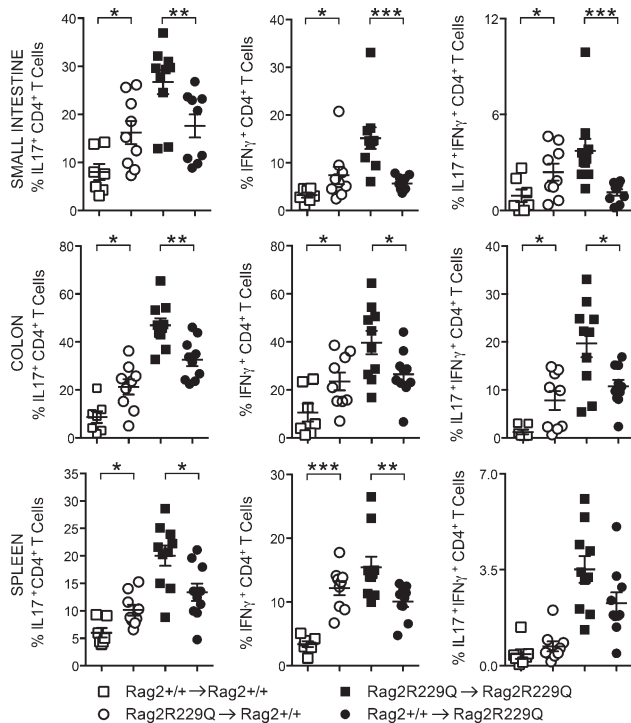 * ** * *** * ***
SMALL INTESTINE
% IL17⁺ CD4⁺ T Cells
40
30
20
10
0
% IFNγ⁺ CD4⁺ T Cells
40
30
20
10
0
% IL17⁺IFNγ⁺ CD4⁺ T Cells
12
6
0
* ** * * * *
COLON
% IL17⁺ CD4⁺ T Cells
80
60
40
20
0
% IFNγ⁺ CD4⁺ T Cells
80
60
40
20
0
% IL17⁺IFNγ⁺ CD4⁺ T Cells
40
30
20
10
0
* * *** **
SPLEEN
% IL17⁺CD4⁺ T Cells
35
25
15
10
5
0
% IFNγ⁺ CD4⁺ T Cells
30
20
10
0
% IL17⁺IFNγ⁺ CD4⁺ T Cells
7.0
3.5
0.0
Rag2+/+→Rag2+/+
Rag2R229Q→Rag2R229Q
Rag2R229Q→Rag2+/+
Rag2+/+→Rag2R229Q